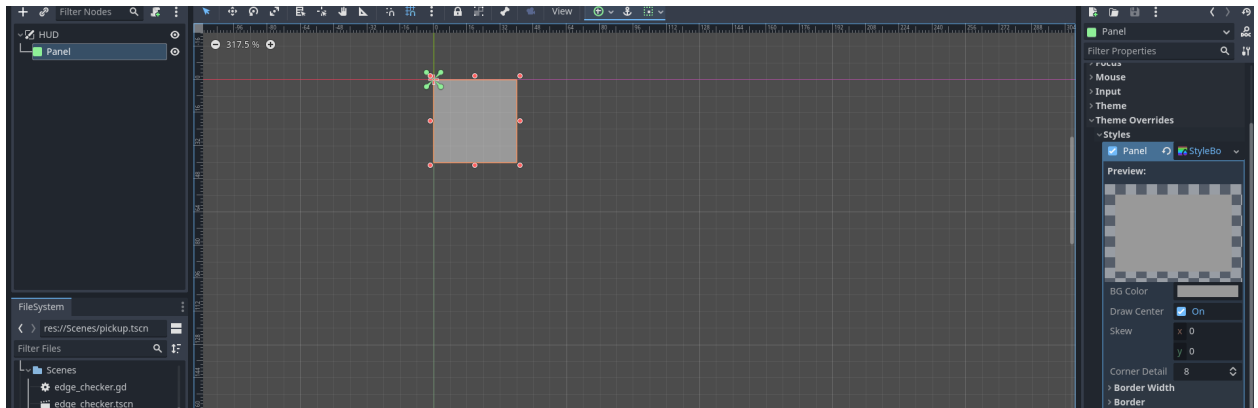 Filter Nodes
View
HUD
Panel
317.5 %
FileSystem
res://Scenes/pickup.tscn
Filter Files
Scenes
edge_checker.gd
edge_checker.tscn
Panel
Filter Properties
Focus
Mouse
Input
Theme
Theme Overrides
Styles
Panel StyleBo
Preview:
BG Color
Draw Center On
Skew x 0
y 0
Corner Detail 8
Border Width
Border